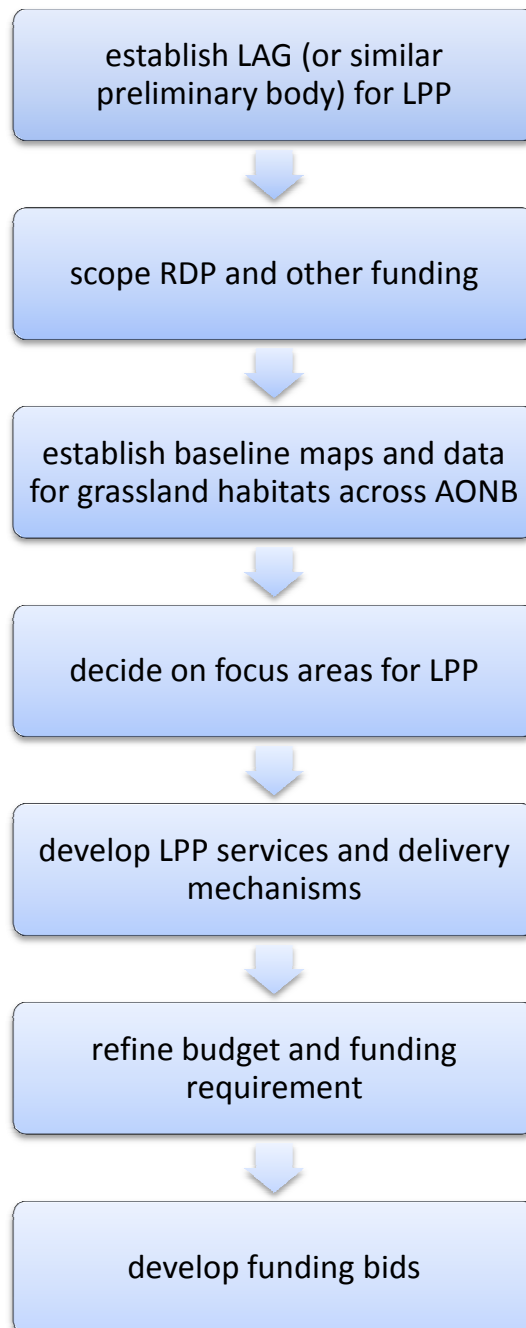 establish LAG (or similar
preliminary body) for LPP
scope RDP and other funding
establish baseline maps and data
for grassland habitats across AONB
decide on focus areas for LPP
develop LPP services and delivery
mechanisms
refine budget and funding
requirement
develop funding bids